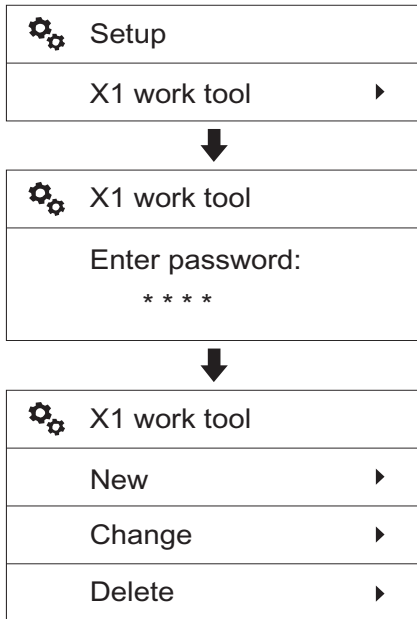 Setup
X1 work tool
X1 work tool
Enter password:
* * * *
X1 work tool
New
Change
Delete